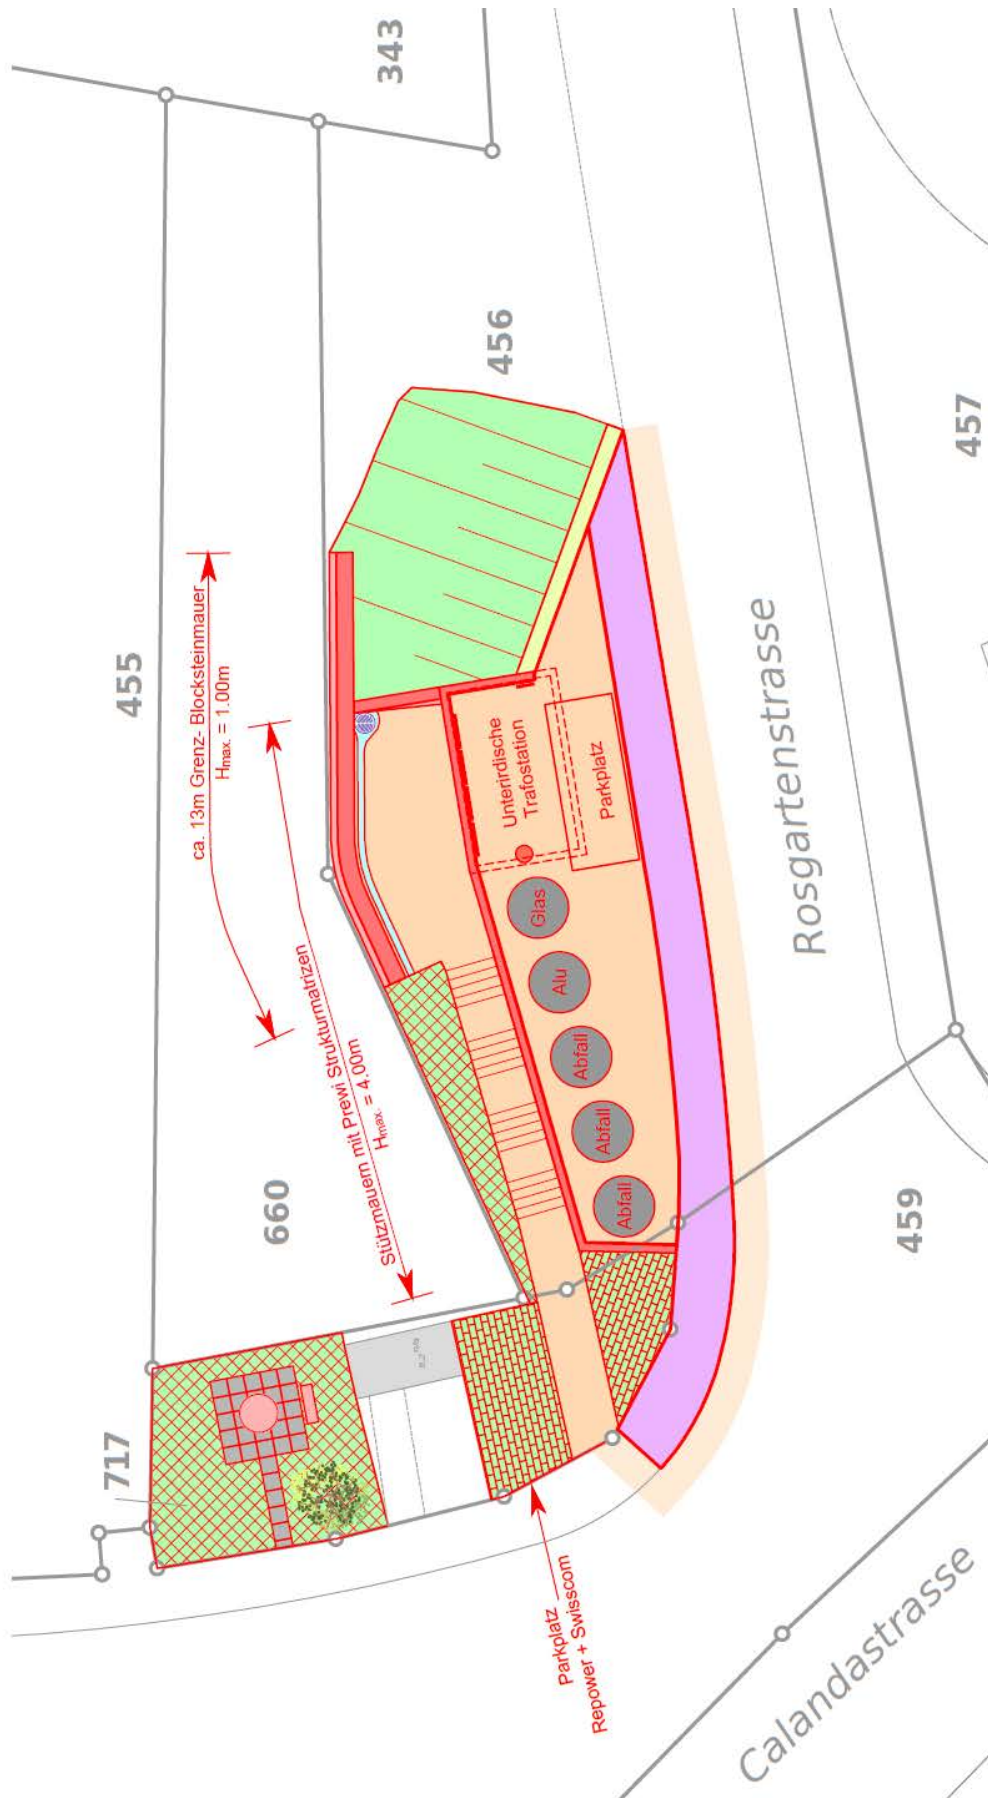 343
456
457
455
ca. 13m Grenz- Blocksteinmauer
Hmax. = 1.00m
Stützmauern mit Prewi Strukturmatrizen
Hmax. = 4.00m
Unterirdische
Trafostation
Parkplatz
Glas
Alu
Abfall
Abfall
Abfall
Rosgartenstrasse
660
459
717
Parkplatz
Repower + Swisscom
Calandastrasse